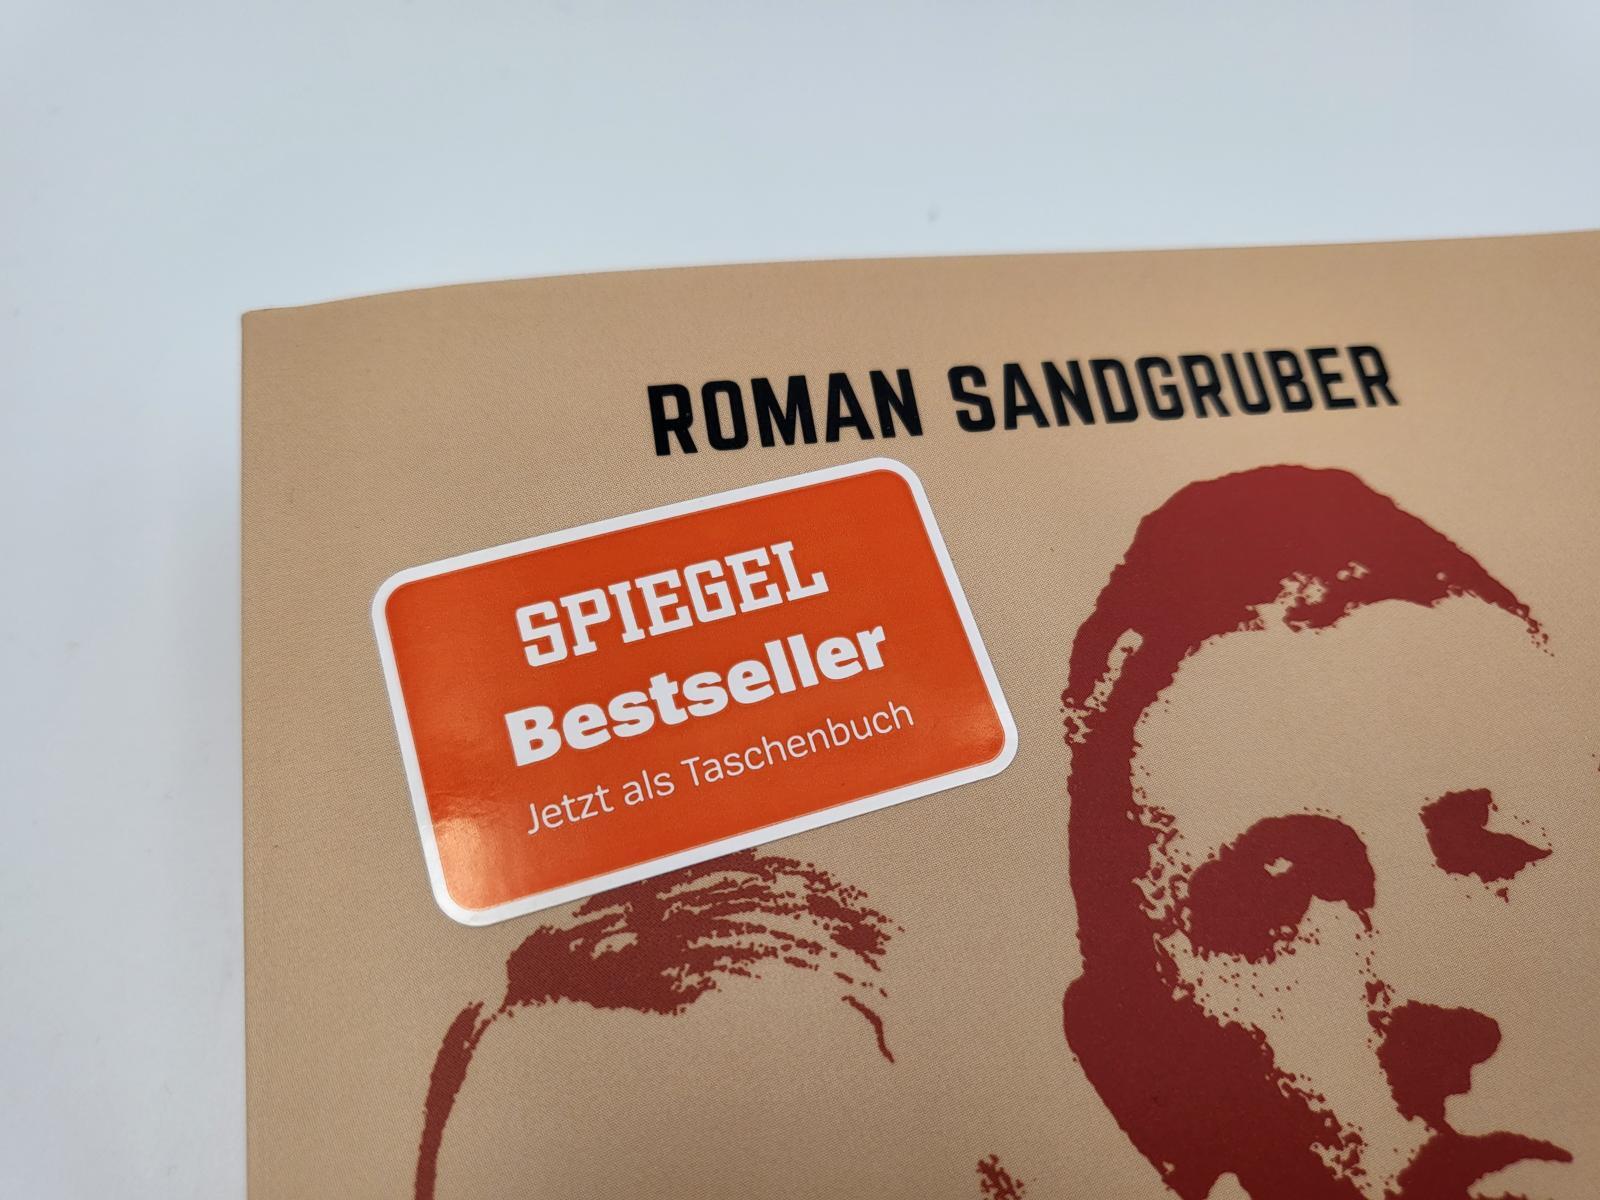 ROMAN SANDGRUBER
SPIEGEL
Bestseller
Jetzt als Taschenbuch